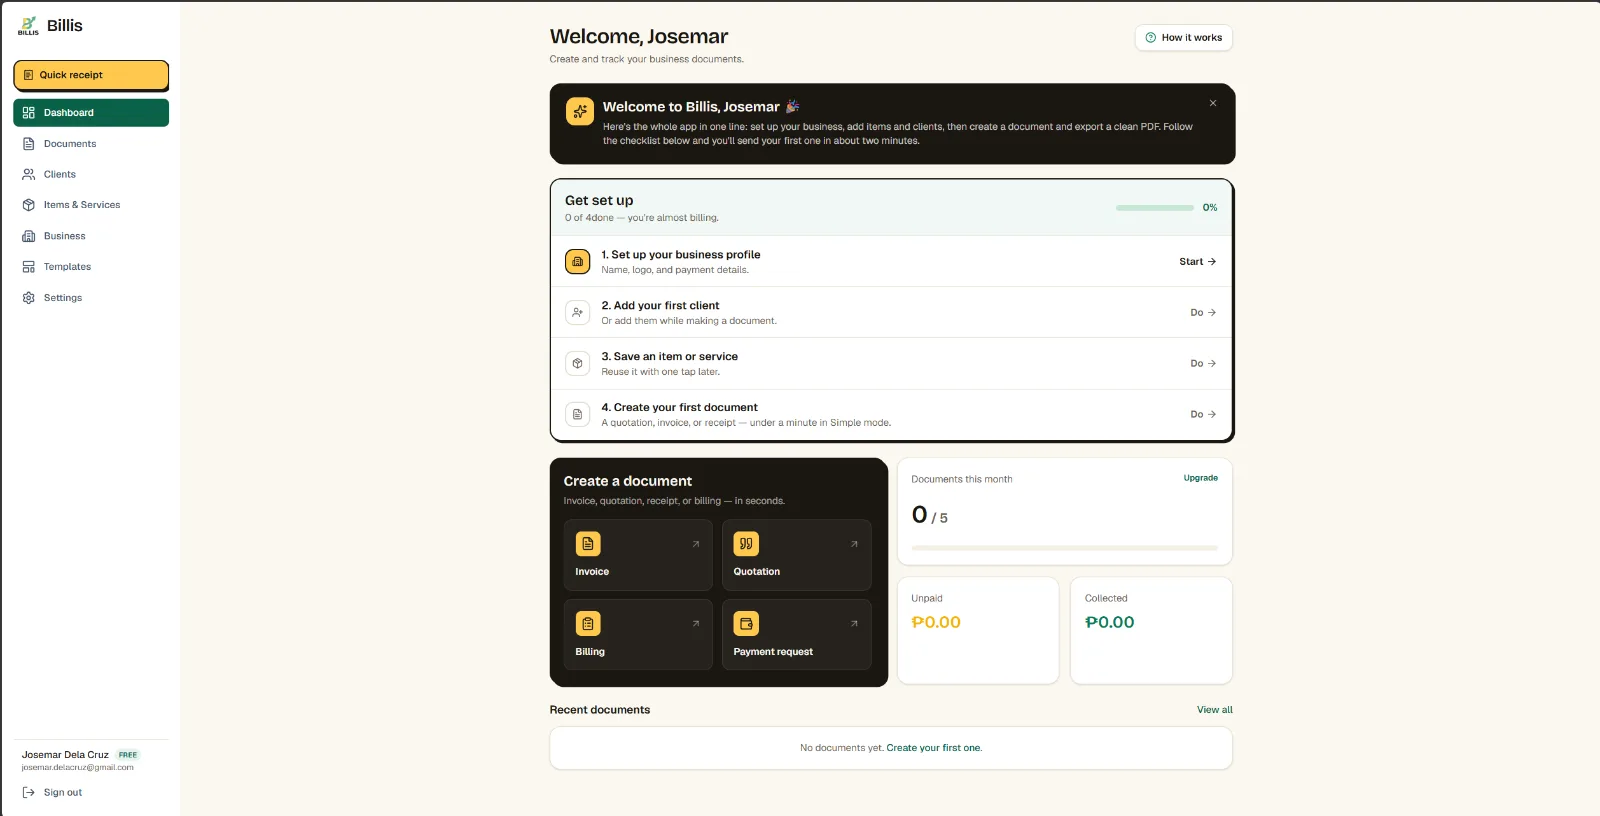 BILLIS
Billis
Quick receipt
Dashboard
Documents
Clients
Items & Services
Business
Templates
Settings
Josemar Dela Cruz FREE
josemar.delacruz@gmail.com
Sign out
Welcome, Josemar
Create and track your business documents.
How it works
Welcome to Billis, Josemar 🎉
Here's the whole app in one line: set up your business, add items and clients, then create a document and export a clean PDF. Follow
the checklist below and you'll send your first one in about two minutes.
Get set up
0 of 4done — you're almost billing.
0%
1. Set up your business profile
Name, logo, and payment details.
Start →
2. Add your first client
Or add them while making a document.
Do →
3. Save an item or service
Reuse it with one tap later.
Do →
4. Create your first document
A quotation, invoice, or receipt — under a minute in Simple mode.
Do →
Create a document
Invoice, quotation, receipt, or billing — in seconds.
Invoice
Quotation
Billing
Payment request
Documents this month
Upgrade
0 / 5
Unpaid
₱0.00
Collected
₱0.00
Recent documents
View all
No documents yet. Create your first one.